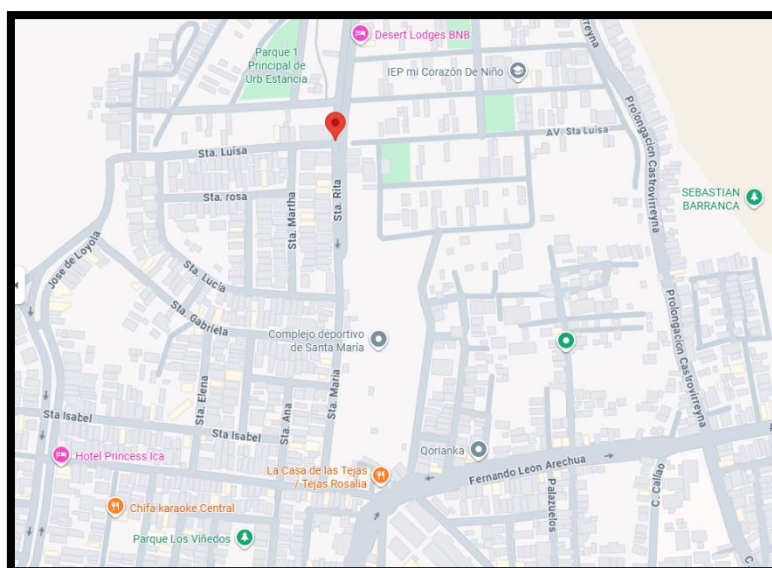 Desert Lodges BNB
Parque 1
Principal de
Urb Estancia
IEP mi Corazón De Niño
Prolongacion Castrovirreyna
AV Sta Luisa
Sta. Luisa
Sta. rosa
Sta. Martha
Sta. Rita
SEBASTIAN
BARRANCA
Jose de Loyola
Sta. Lucía
Sta. Gabriela
Prolongacion Castrovirreyna
Complejo deportivo
de Santa María
Sta. Elena
Sta. Ana
Sta. María
Sta Isabel
Sta Isabel
Hotel Princess Ica
La Casa de las Tejas
/ Tejas Rosalia
Qorianka
Fernando Leon Arechua
Palazuelos
C. Callao
Chifa karaoke Central
Parque Los Viñedos
C.